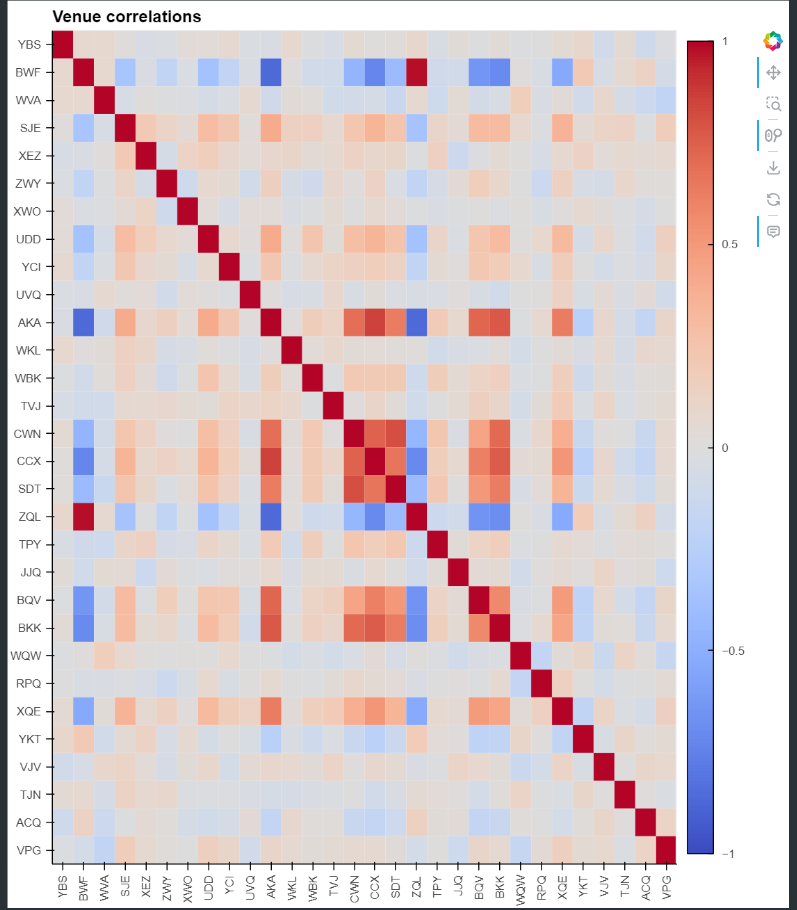 Venue correlations
YBS
BWF
WVA
SJE
XEZ
ZWY
XWO
UDD
YCI
UVQ
AKA
WKL
WBK
TVJ
CWN
CCX
SDT
ZQL
TPY
JJQ
BQV
BKK
WQW
RPQ
XQE
YKT
VJV
TJN
ACQ
VPG
YBS BWF WVA SJE XEZ ZWY XWO UDD YCI UVQ AKA WKL WBK TVJ CWN CCX SDT ZQL TPY JJQ BQV BKK WQW RPQ XQE YKT VJV TJN ACQ VPG
1
0.5
0
−0.5
−1